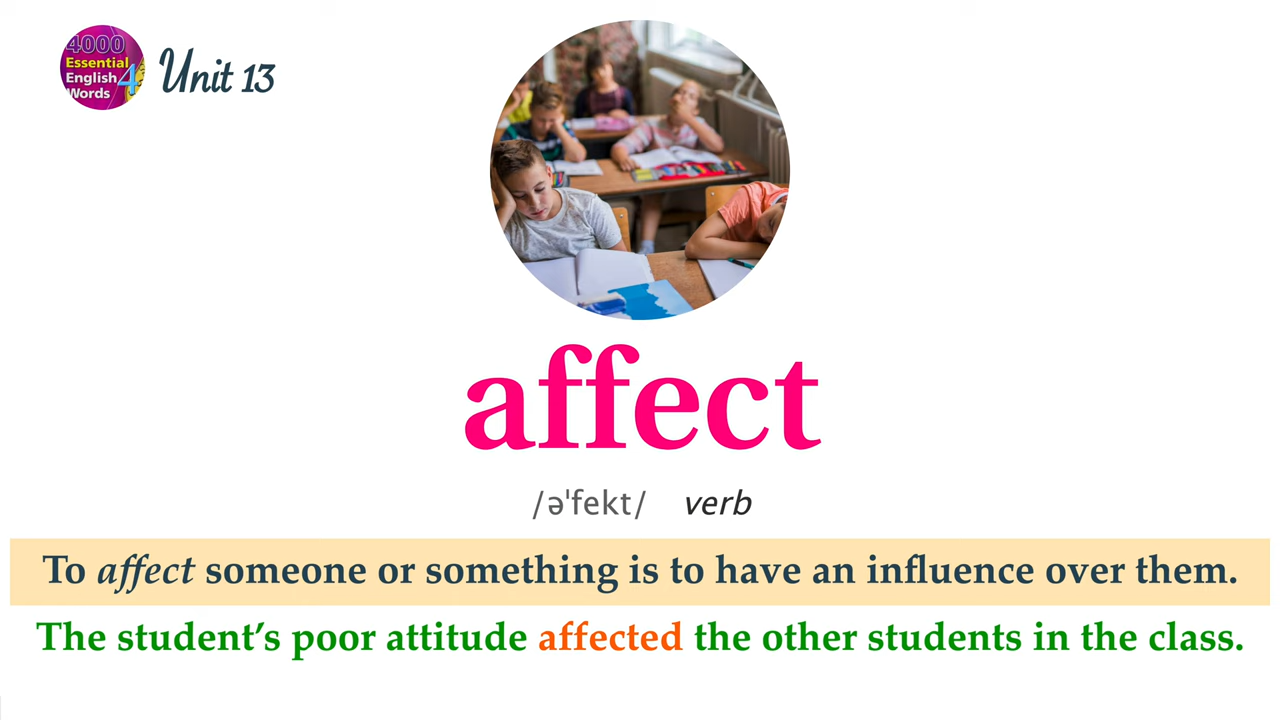 4000
Essential
English
Words
4
Unit 13
affect
/ə'fekt/ verb
To affect someone or something is to have an influence over them.
The student's poor attitude affected the other students in the class.